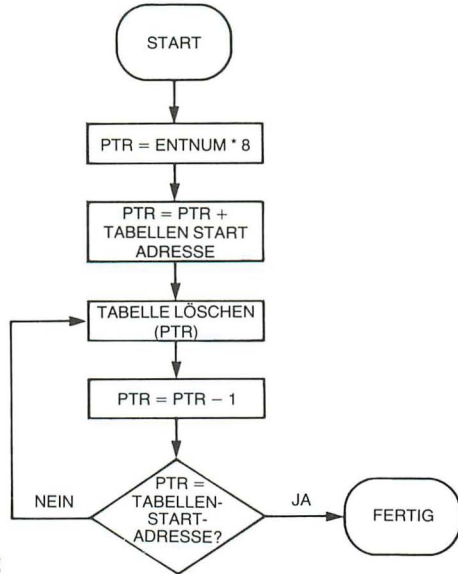 START
PTR = ENTNUM * 8
PTR = PTR +
TABELLEN START
ADRESSE
TABELLE LÖSCHEN
(PTR)
PTR = PTR – 1
PTR =
TABELLEN-
START-
ADRESSE?
NEIN
JA
FERTIG